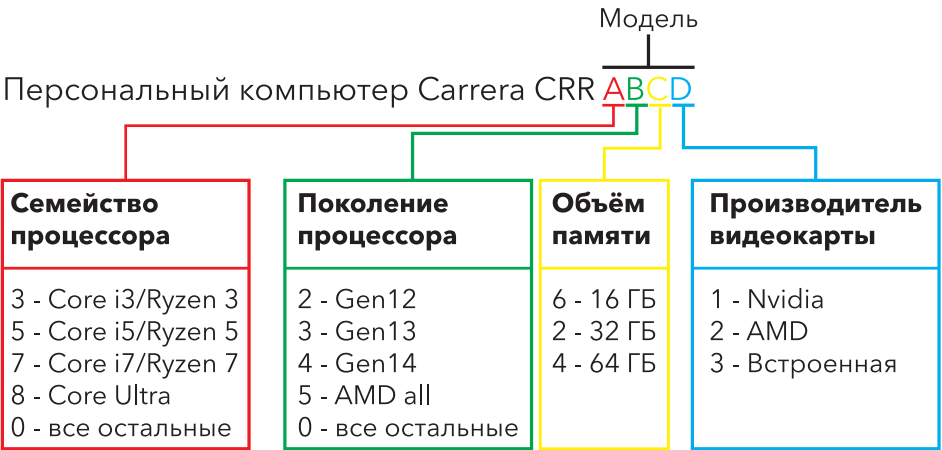 Модель
Персональный компьютер Carrera CRR ABCD
Семейство
процессора
3 - Core i3/Ryzen 3
5 - Core i5/Ryzen 5
7 - Core i7/Ryzen 7
8 - Core Ultra
0 - все остальные
Поколение
процессора
2 - Gen12
3 - Gen13
4 - Gen14
5 - AMD all
0 - все остальные
Объём
памяти
6 - 16 ГБ
2 - 32 ГБ
4 - 64 ГБ
Производитель
видеокарты
1 - Nvidia
2 - AMD
3 - Встроенная